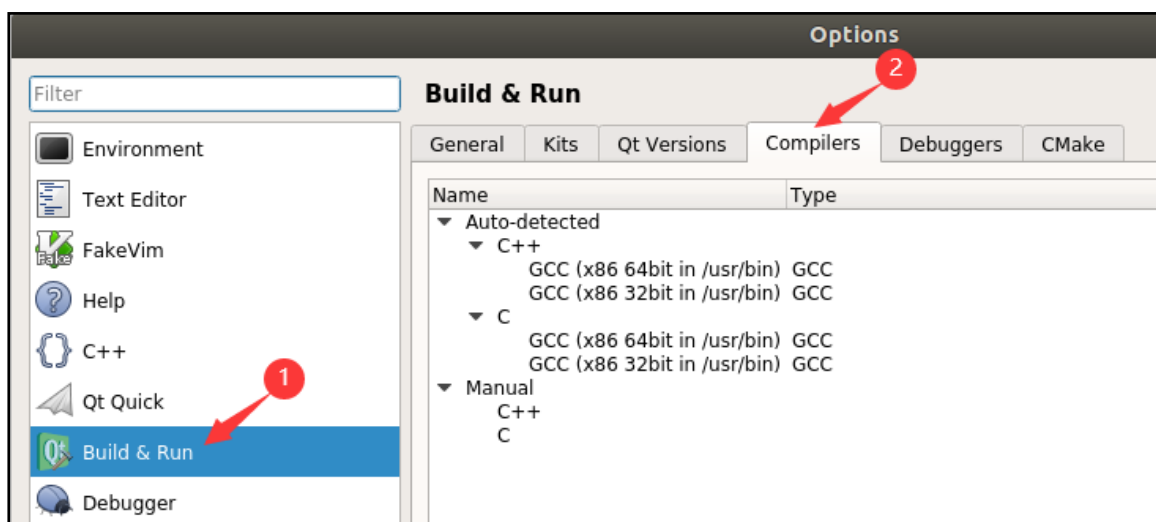 Options
2
Filter
Build & Run
General Kits Qt Versions Compilers Debuggers CMake
Environment
Text Editor
FakeVim
Help
C++
1
Qt Quick
Build & Run
Debugger
Name Type
Auto-detected
C++
GCC (x86 64bit in /usr/bin) GCC
GCC (x86 32bit in /usr/bin) GCC
C
GCC (x86 64bit in /usr/bin) GCC
GCC (x86 32bit in /usr/bin) GCC
Manual
C++
C